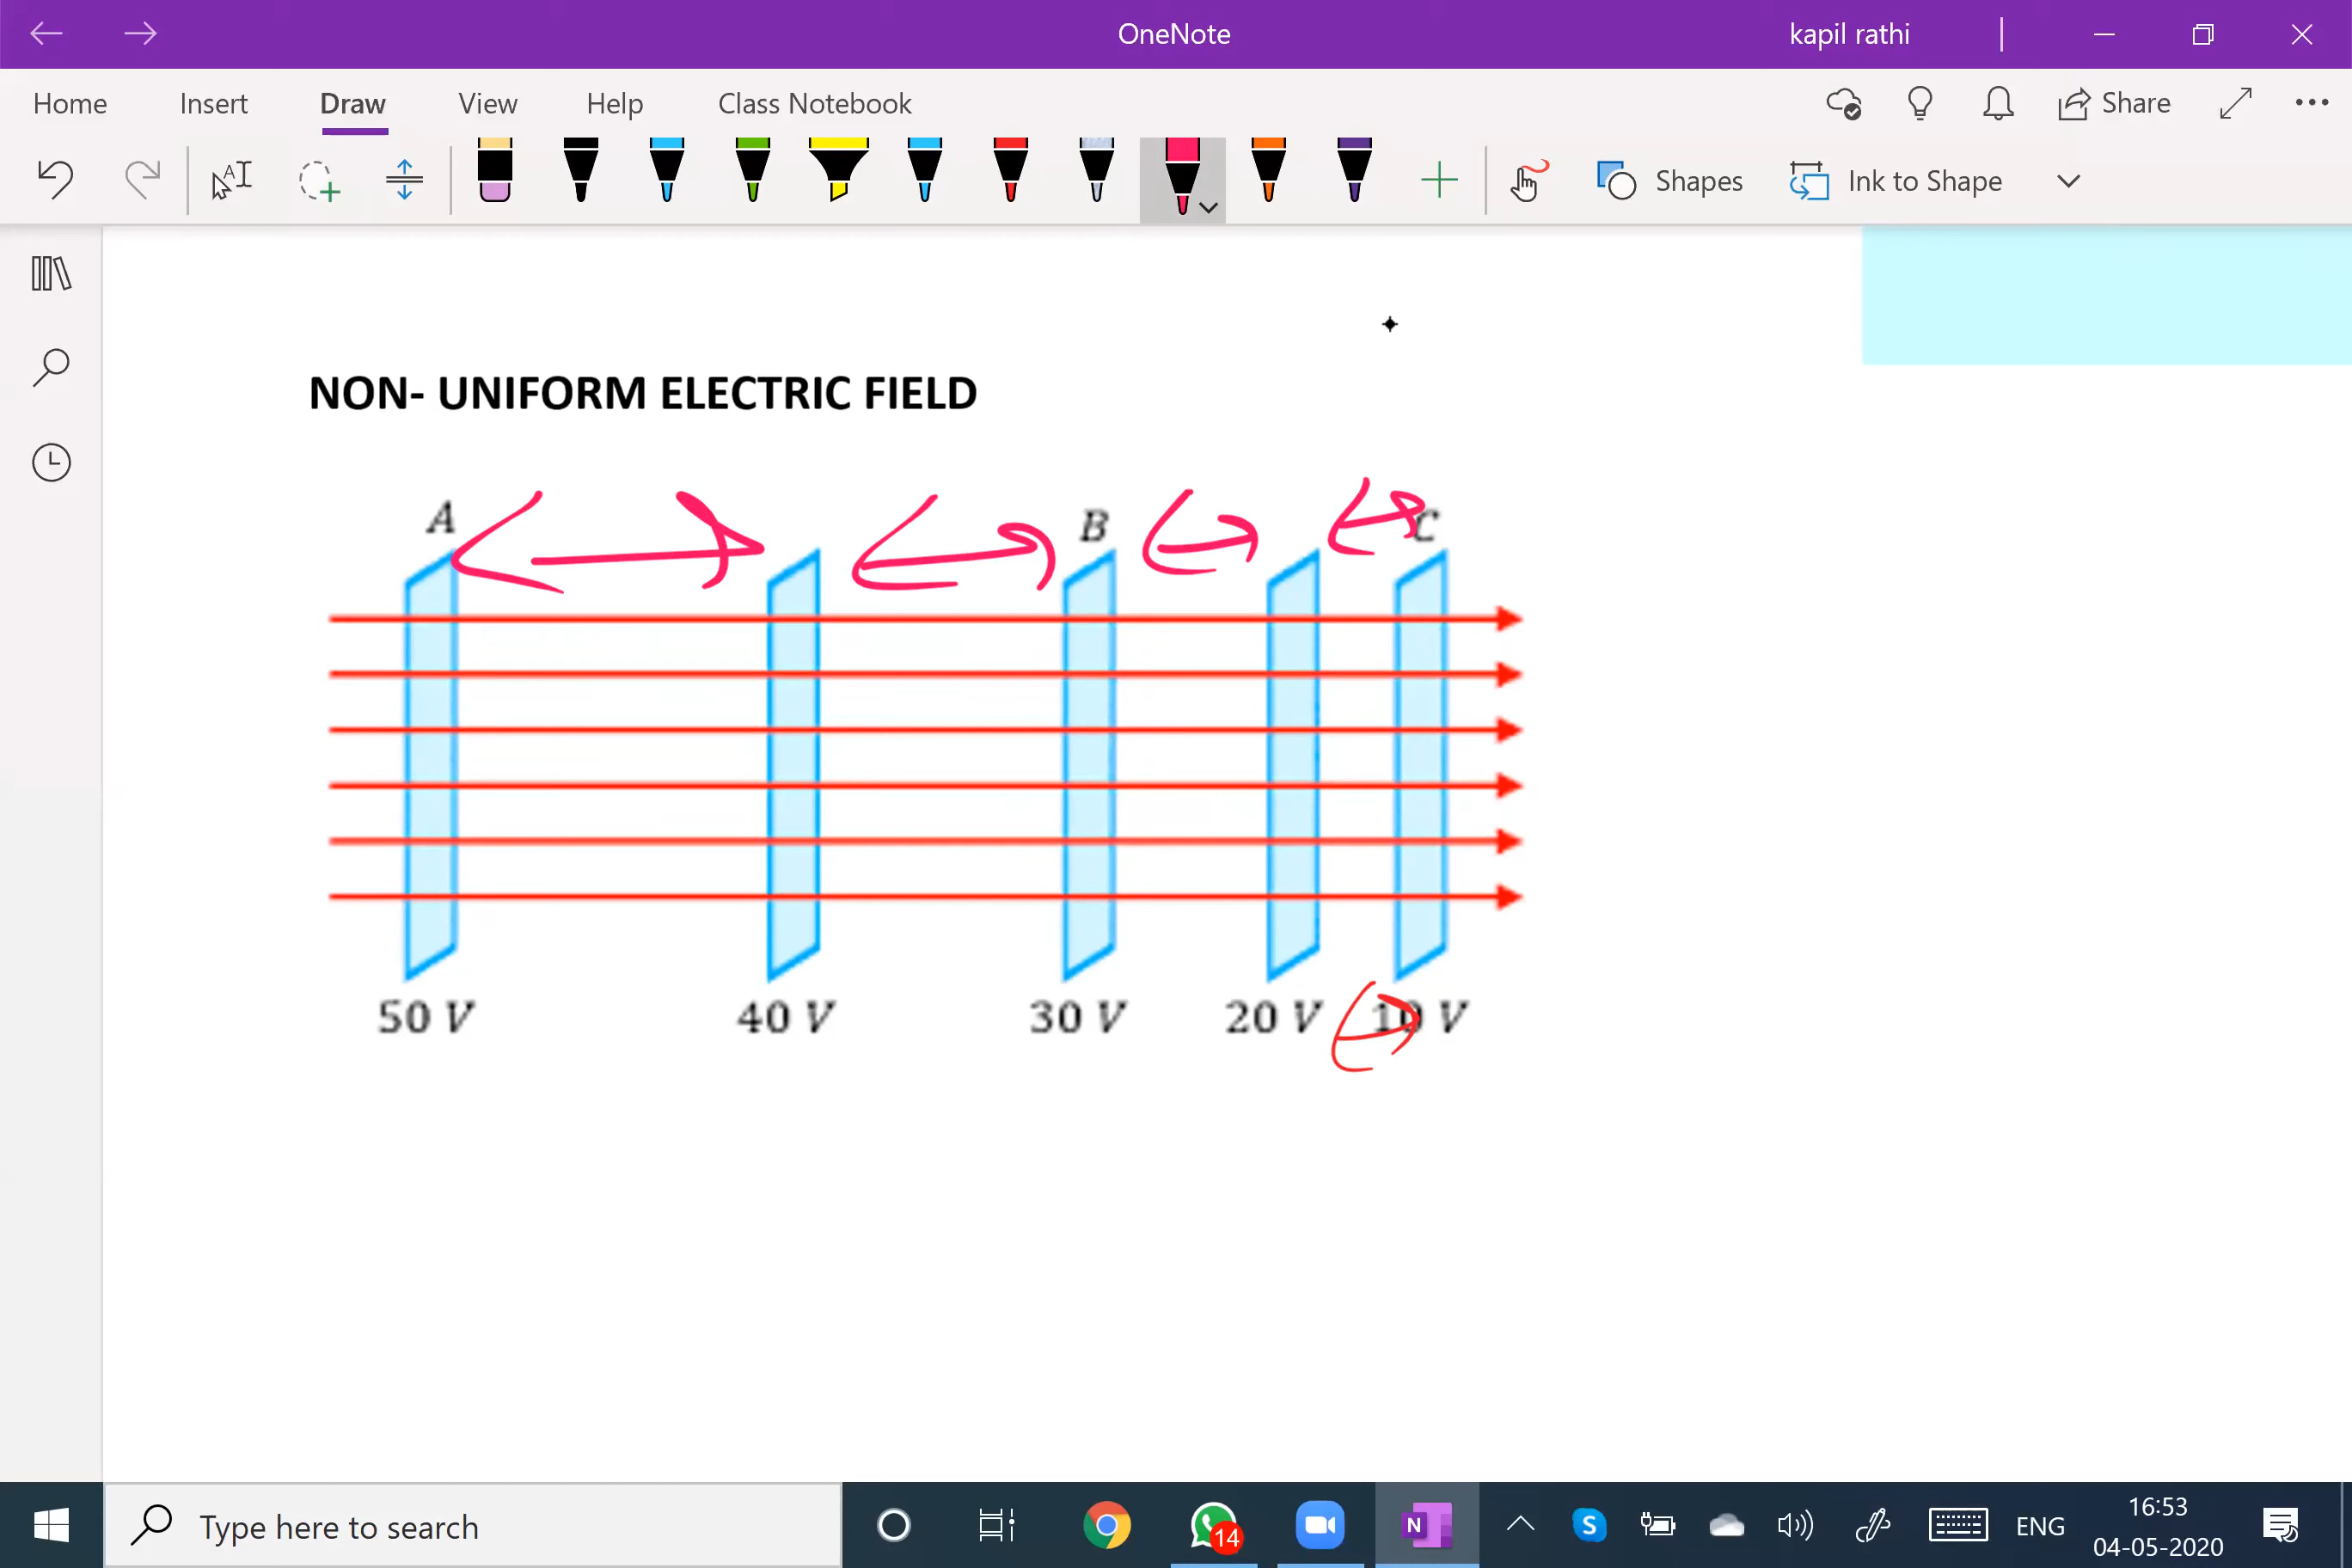 OneNote
kapil rathi
Home Insert Draw View Help Class Notebook
Share
Shapes
Ink to Shape
NON- UNIFORM ELECTRIC FIELD
A B C
50 V 40 V 30 V 20 V 10 V
Type here to search
14
N
S
ENG
16:53
04-05-2020